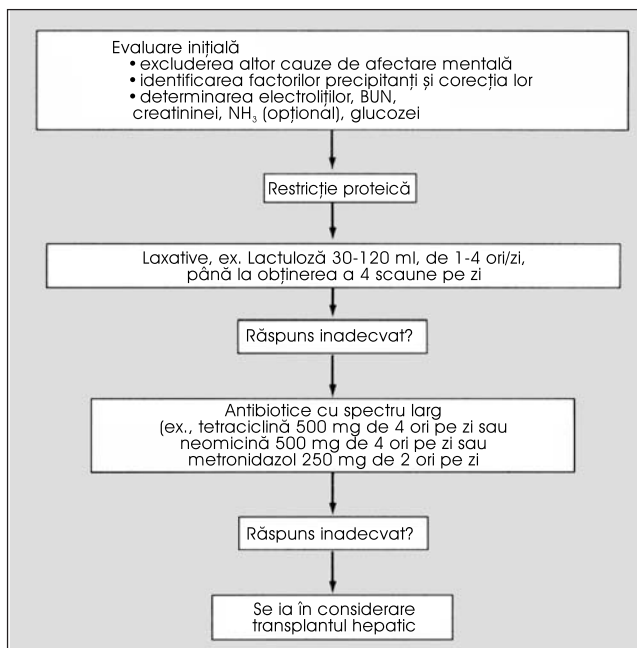 Evaluare inițială
• excluderea altor cauze de afectare mentală
• identificarea factorilor precipitanți și corecția lor
• determinarea electroliților, BUN,
creatininei, NH₃ (opțional), glucozei
Restricție proteică
Laxative, ex. Lactuloză 30-120 ml, de 1-4 ori/zi,
până la obținerea a 4 scaune pe zi
Răspuns inadecvat?
Antibiotice cu spectru larg
(ex., tetraciclină 500 mg de 4 ori pe zi sau
neomicină 500 mg de 4 ori pe zi sau
metronidazol 250 mg de 2 ori pe zi
Răspuns inadecvat?
Se ia în considerare
transplantul hepatic